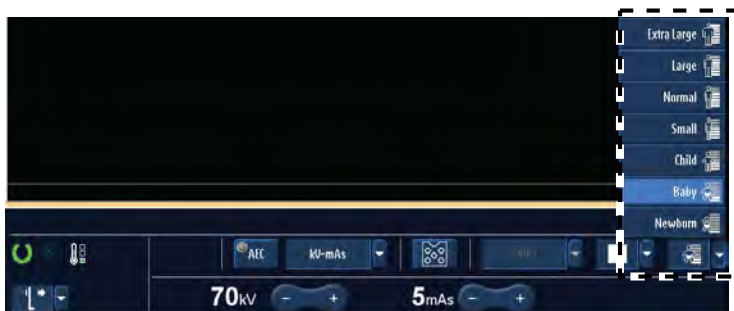 Extra Large
Large
Normal
Small
Child
Baby
Newborn
AEC kV-mAs
70kV - + 5mAs - +